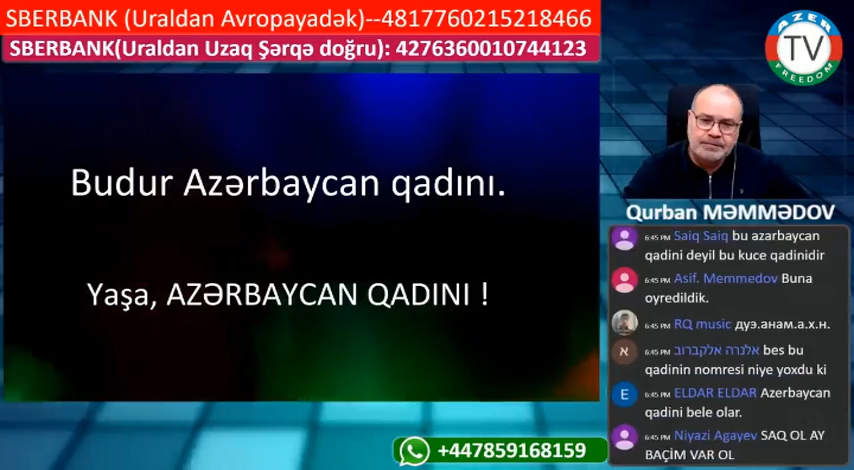 SBERBANK (Uraldan Avropayadək)--4817760215218466
SBERBANK(Uraldan Uzaq Şərqə doğru): 4276360010744123
AZER
TV
FREEDOM
Budur Azərbaycan qadını.
Yaşa, AZƏRBAYCAN QADINI !
Qurban MƏMMƏDOV
6:45 PM Saiq Saiq bu azarbaycan
qadini deyil bu kuce qadinidir
6:45 PM Asif. Memmedov Buna
oyredildik.
6:45 PM RQ music дуэ.анам.а.х.н.
א
6:45 PM אלנרה אלקברוב bes bu
qadinin nomresi niye yoxdu ki
E
6:45 PM ELDAR ELDAR Azerbaycan
qadini bele olar.
6:45 PM Niyazi Agayev SAQ OL AY
BAÇİM VAR OL
+447859168159